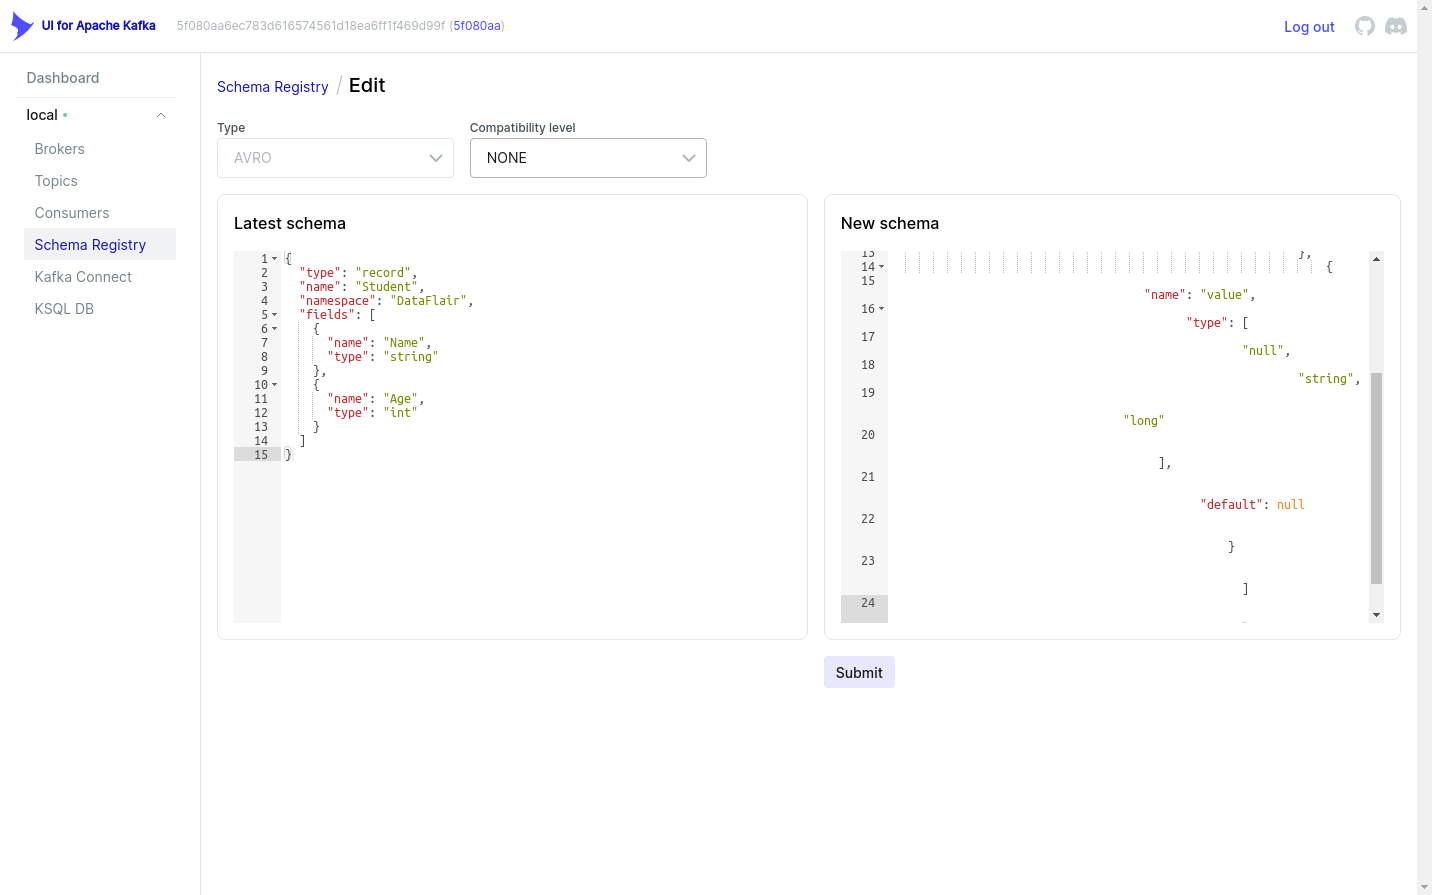 UI for Apache Kafka
5f080aa6ec783d616574561d18ea6ff1f469d99f (5f080aa)
Log out
Dashboard
local
Brokers
Topics
Consumers
Schema Registry
Kafka Connect
KSQL DB
Schema Registry / Edit
Type
Compatibility level
AVRO
NONE
Latest schema
1 {
2 "type": "record",
3 "name": "Student",
4 "namespace": "DataFlair",
5 "fields": [
6 {
7 "name": "Name",
8 "type": "string"
9 },
10 {
11 "name": "Age",
12 "type": "int"
13 }
14 ]
15 }
New schema
13 },
14 {
15
"name": "value",
16
"type": [
17
"null",
18
"string",
19
"long"
20
],
21
"default": null
22
}
23
]
24
Submit